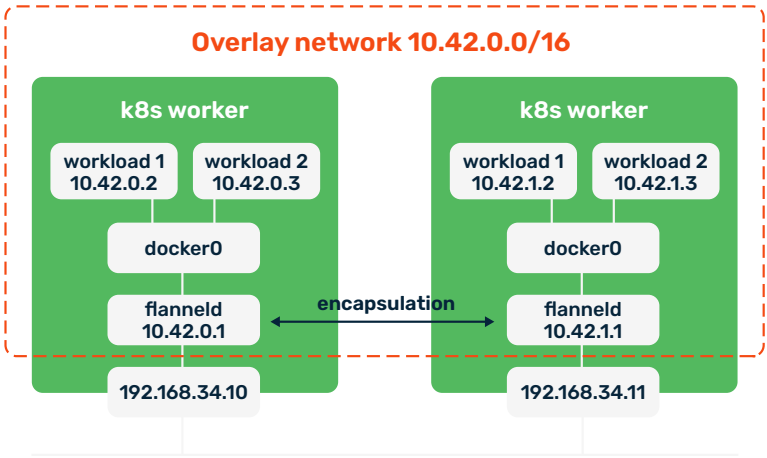 Overlay network 10.42.0.0/16
k8s worker
workload 1
10.42.0.2
workload 2
10.42.0.3
docker0
flanneld
10.42.0.1
192.168.34.10
encapsulation
k8s worker
workload 1
10.42.1.2
workload 2
10.42.1.3
docker0
flanneld
10.42.1.1
192.168.34.11